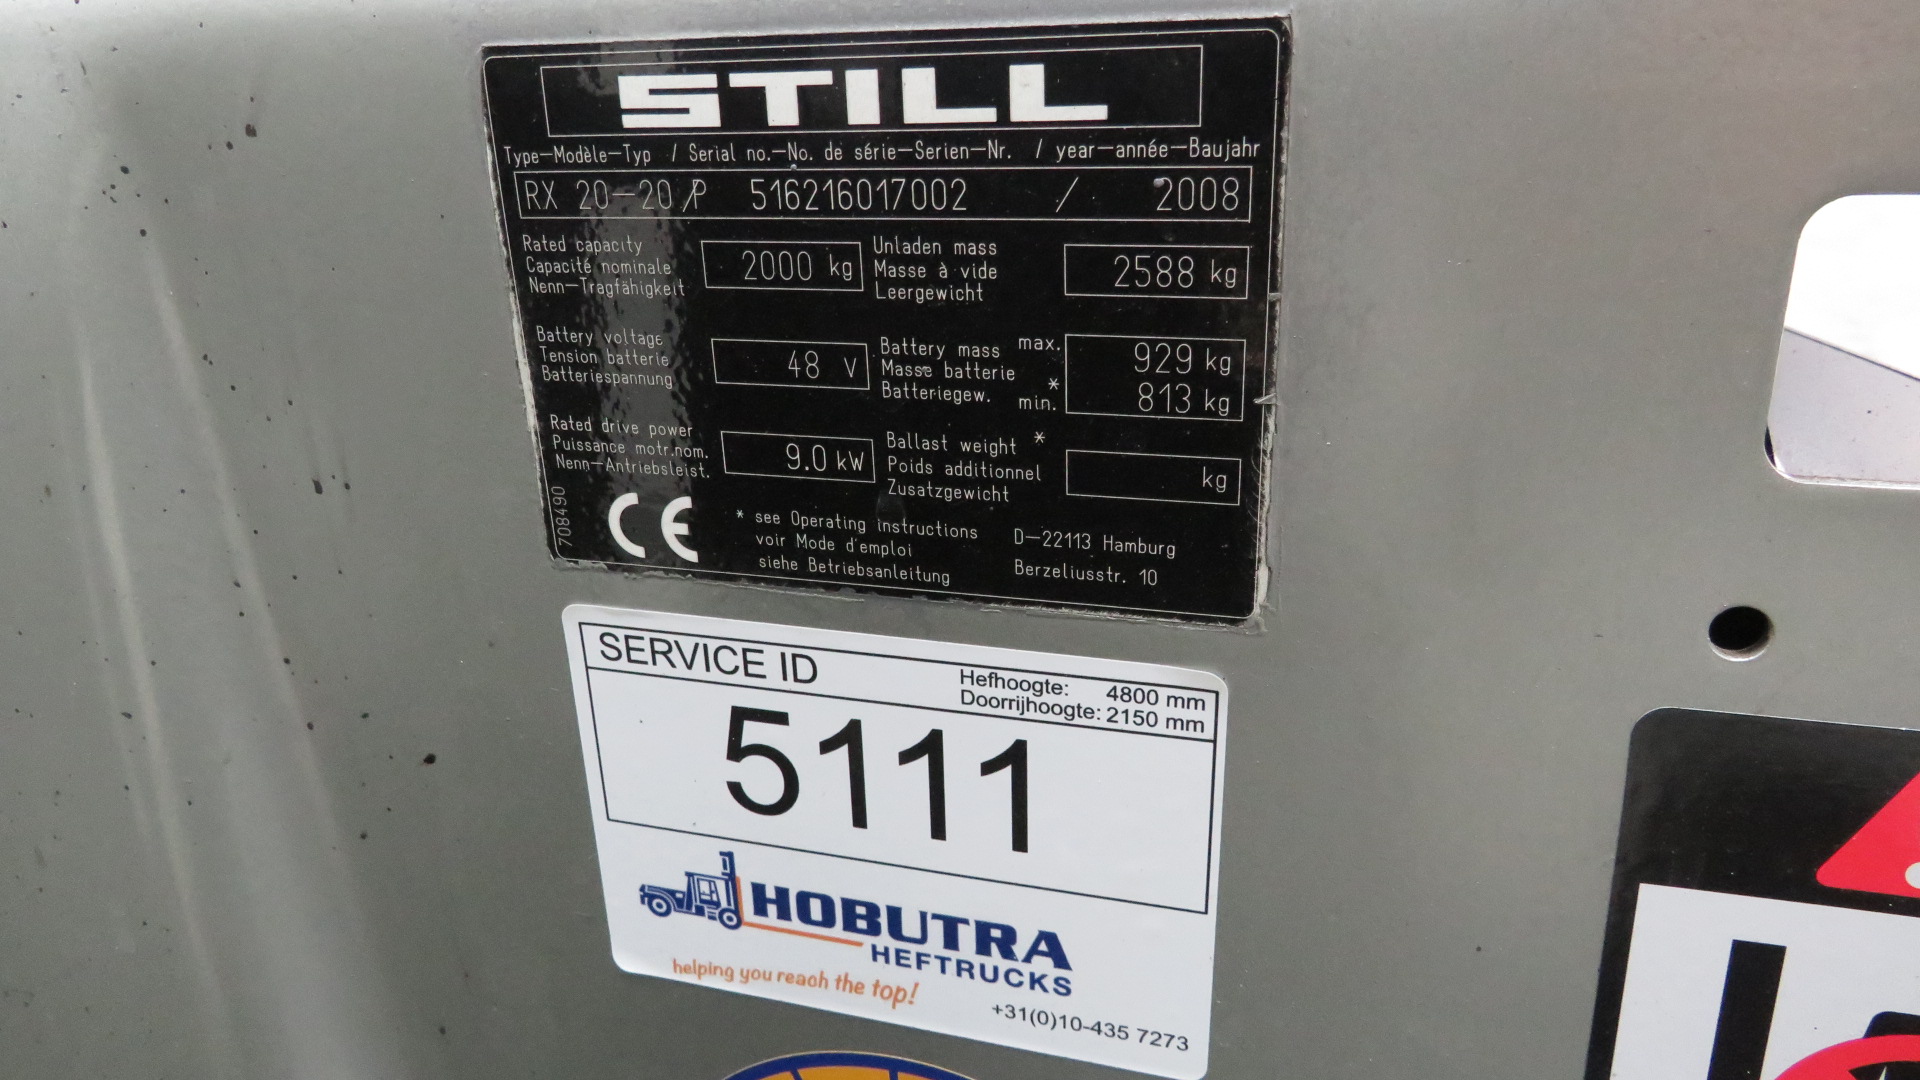 STILL
Type-Modèle-Typ / Serial no.-No. de série-Serien-Nr. / year-année-Baujahr
RX 20-20/P 516216017002 / 2008
Rated capacity
Capacité nominale
Nenn-Tragfähigkeit
2000 kg
Unladen mass
Masse à vide
Leergewicht
2588 kg
Battery voltage
Tension batterie
Batteriespannung
48 V
Battery mass max.
Masse batterie
Batteriegew. * min.
929 kg
813 kg
Rated drive power
Puissance motr.nom.
Nenn-Antriebsleist.
9.0 kW
Ballast weight *
Poids additionnel
Zusatzgewicht
kg
708490
CE
* see Operating instructions
voir Mode d'emploi
siehe Betriebsanleitung
D-22113 Hamburg
Berzeliusstr. 10
SERVICE ID
Hefhoogte: 4800 mm
Doorrijhoogte: 2150 mm
5111
HOBUTRA
HEFTRUCKS
helping you reach the top!
+31(0)10-435 7273